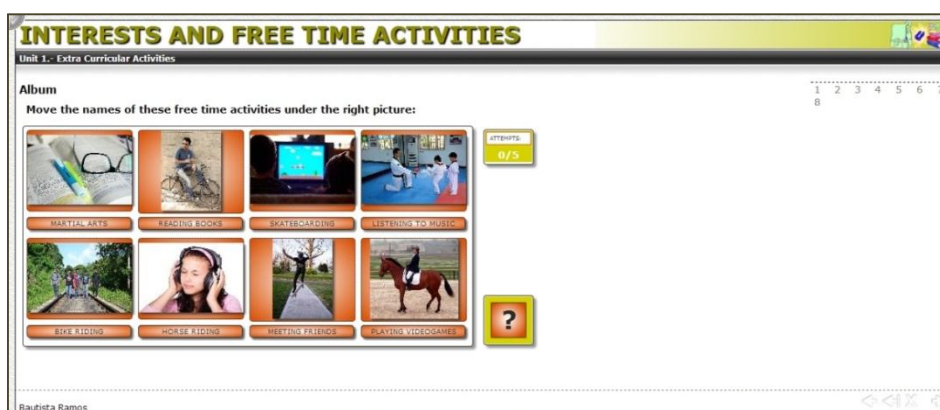 INTERESTS AND FREE TIME ACTIVITIES
Unit 1.- Extra Curricular Activities
Album
1 2 3 4 5 6 7
8
Move the names of these free time activities under the right picture:
ATTEMPTS:
0/5
MARTIAL ARTS
READING BOOKS
SKATEBOARDING
LISTENING TO MUSIC
BIKE RIDING
HORSE RIDING
MEETING FRIENDS
PLAYING VIDEOGAMES
?
Bautista Ramos